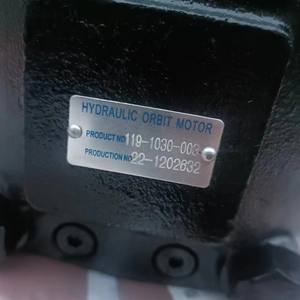 HYDRAULIC ORBIT MOTOR
PRODUCT NO 119-1030-003
PRODUCTION NO 22-1202632